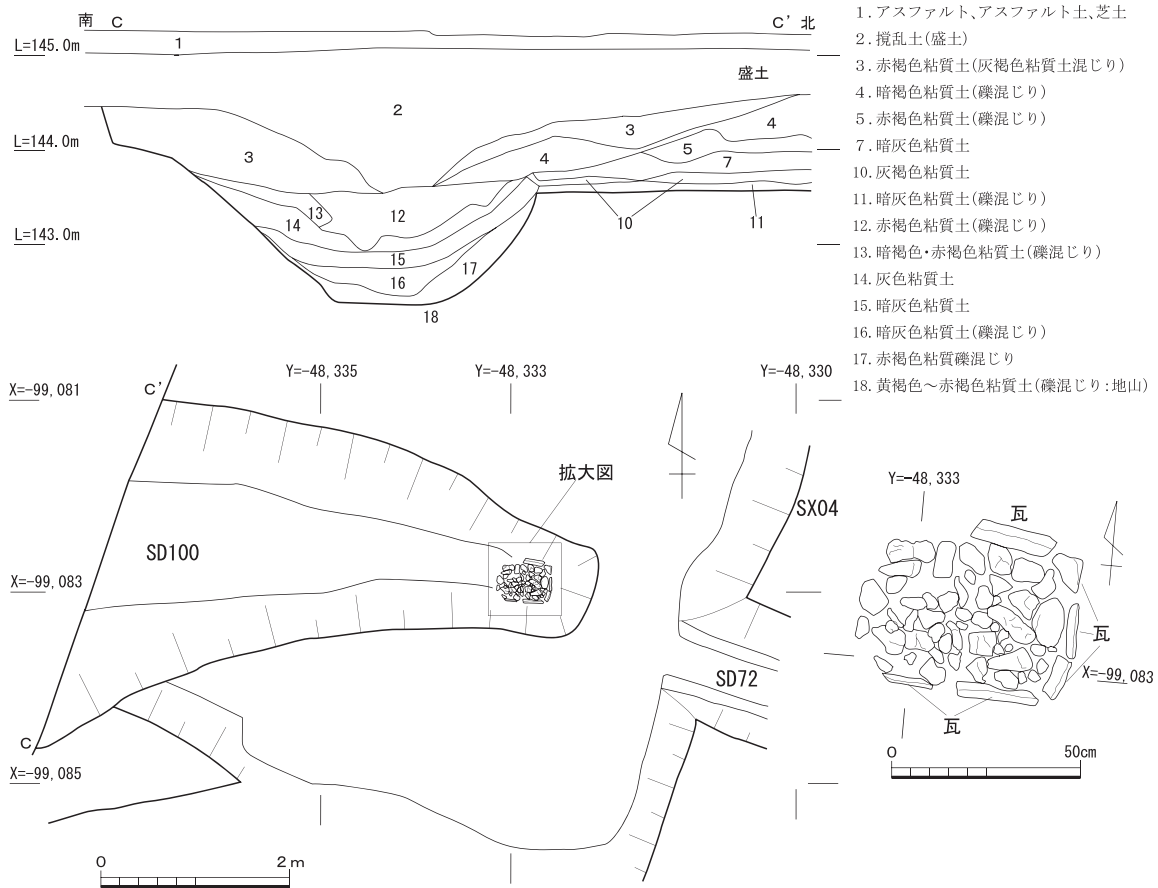 南 C
C' 北
L=145.0m
1
盛土
2
L=144.0m
3
3
4
4
5
7
13
12
14
10
11
L=143.0m
15
17
16
18
1. アスファルト、アスファルト土、芝土
2. 撹乱土(盛土)
3. 赤褐色粘質土(灰褐色粘質土混じり)
4. 暗褐色粘質土(礫混じり)
5. 赤褐色粘質土(礫混じり)
7. 暗灰色粘質土
10. 灰褐色粘質土
11. 暗灰色粘質土(礫混じり)
12. 赤褐色粘質土(礫混じり)
13. 暗褐色・赤褐色粘質土(礫混じり)
14. 灰色粘質土
15. 暗灰色粘質土
16. 暗灰色粘質土(礫混じり)
17. 赤褐色粘質礫混じり
18. 黄褐色～赤褐色粘質土(礫混じり:地山)
X=-99,081
C'
Y=-48,335
Y=-48,333
Y=-48,330
拡大図
SX04
SD100
X=-99,083
SD72
C
X=-99,085
0 2m
Y=-48,333
瓦
瓦
X=-99,083
瓦
0 50cm